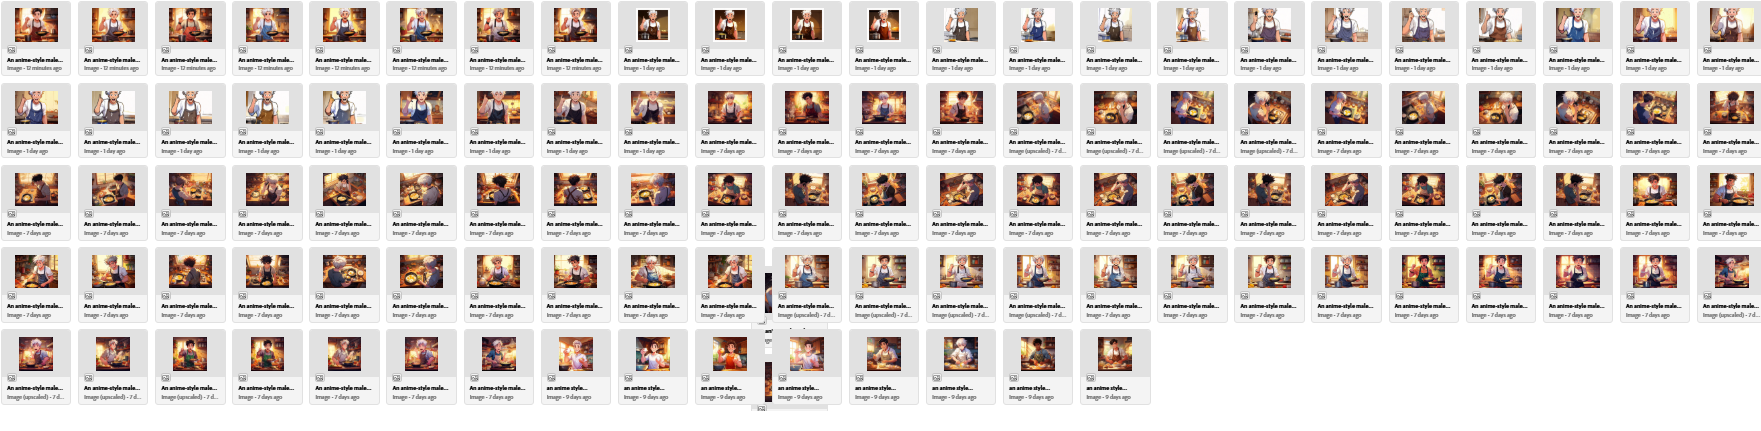 An anime-style male... An anime-style male... An anime-style male... An anime-style male... An anime-style male... An anime-style male... An anime-style male... An anime-style male... An anime-style male... An anime-style male... An anime-style male... An anime-style male... An anime-style male... An anime-style male... An anime-style male... An anime-style male... An anime-style male... An anime-style male... An anime-style male... An anime-style male... An anime-style male... An anime-style male... An anime-style male...
Image - 12 minutes ago Image - 12 minutes ago Image - 12 minutes ago Image - 12 minutes ago Image - 12 minutes ago Image - 12 minutes ago Image - 12 minutes ago Image - 12 minutes ago Image - 1 day ago Image - 1 day ago Image - 1 day ago Image - 1 day ago Image - 1 day ago Image - 1 day ago Image - 1 day ago Image - 1 day ago Image - 1 day ago Image - 1 day ago Image - 1 day ago Image - 1 day ago Image - 1 day ago Image - 1 day ago Image - 1 day ago
An anime-style male... An anime-style male... An anime-style male... An anime-style male... An anime-style male... An anime-style male... An anime-style male... An anime-style male... An anime-style male... An anime-style male... An anime-style male... An anime-style male... An anime-style male... An anime-style male... An anime-style male... An anime-style male... An anime-style male... An anime-style male... An anime-style male... An anime-style male... An anime-style male... An anime-style male... An anime-style male...
Image - 1 day ago Image - 1 day ago Image - 1 day ago Image - 1 day ago Image - 1 day ago Image - 1 day ago Image - 1 day ago Image - 1 day ago Image - 1 day ago Image - 7 days ago Image - 7 days ago Image - 7 days ago Image - 7 days ago Image (upscaled) - 7 d... Image (upscaled) - 7 d... Image (upscaled) - 7 d... Image (upscaled) - 7 d... Image - 7 days ago Image - 7 days ago Image - 7 days ago Image - 7 days ago Image - 7 days ago Image - 7 days ago
An anime-style male... An anime-style male... An anime-style male... An anime-style male... An anime-style male... An anime-style male... An anime-style male... An anime-style male... An anime-style male... An anime-style male... An anime-style male... An anime-style male... An anime-style male... An anime-style male... An anime-style male... An anime-style male... An anime-style male... An anime-style male... An anime-style male... An anime-style male... An anime-style male... An anime-style male... An anime-style male...
Image - 7 days ago Image - 7 days ago Image - 7 days ago Image - 7 days ago Image - 7 days ago Image - 7 days ago Image - 7 days ago Image - 7 days ago Image - 7 days ago Image - 7 days ago Image - 7 days ago Image - 7 days ago Image - 7 days ago Image - 7 days ago Image - 7 days ago Image - 7 days ago Image - 7 days ago Image - 7 days ago Image - 7 days ago Image - 7 days ago Image - 7 days ago Image - 7 days ago Image - 7 days ago
An anime-style male... An anime-style male... An anime-style male... An anime-style male... An anime-style male... An anime-style male... An anime-style male... An anime-style male... An anime-style male... An anime-style male... An anime-style male... An anime-style male... An anime-style male... An anime-style male... An anime-style male... An anime-style male... An anime-style male... An anime-style male... An anime-style male... An anime-style male... An anime-style male... An anime-style male... An anime-style male...
Image - 7 days ago Image - 7 days ago Image - 7 days ago Image - 7 days ago Image - 7 days ago Image - 7 days ago Image - 7 days ago Image - 7 days ago Image - 7 days ago Image - 7 days ago Image (upscaled) - 7 d... Image (upscaled) - 7 d... Image (upscaled) - 7 d... Image (upscaled) - 7 d... Image (upscaled) - 7 d... Image (upscaled) - 7 d... Image - 7 days ago Image - 7 days ago Image - 7 days ago Image - 7 days ago Image - 7 days ago Image - 7 days ago Image (upscaled) - 7 d...
An anime-style male... An anime-style male... An anime-style male... An anime-style male... An anime-style male... An anime-style male... An anime-style male... an anime style... an anime style... an anime style... an anime style... an anime style... an anime style... an anime style... an anime style...
Image (upscaled) - 7 d... Image (upscaled) - 7 d... Image (upscaled) - 7 d... Image - 7 days ago Image - 7 days ago Image - 7 days ago Image - 7 days ago Image - 9 days ago Image - 9 days ago Image - 9 days ago Image - 9 days ago Image - 9 days ago Image - 9 days ago Image - 9 days ago Image - 9 days ago